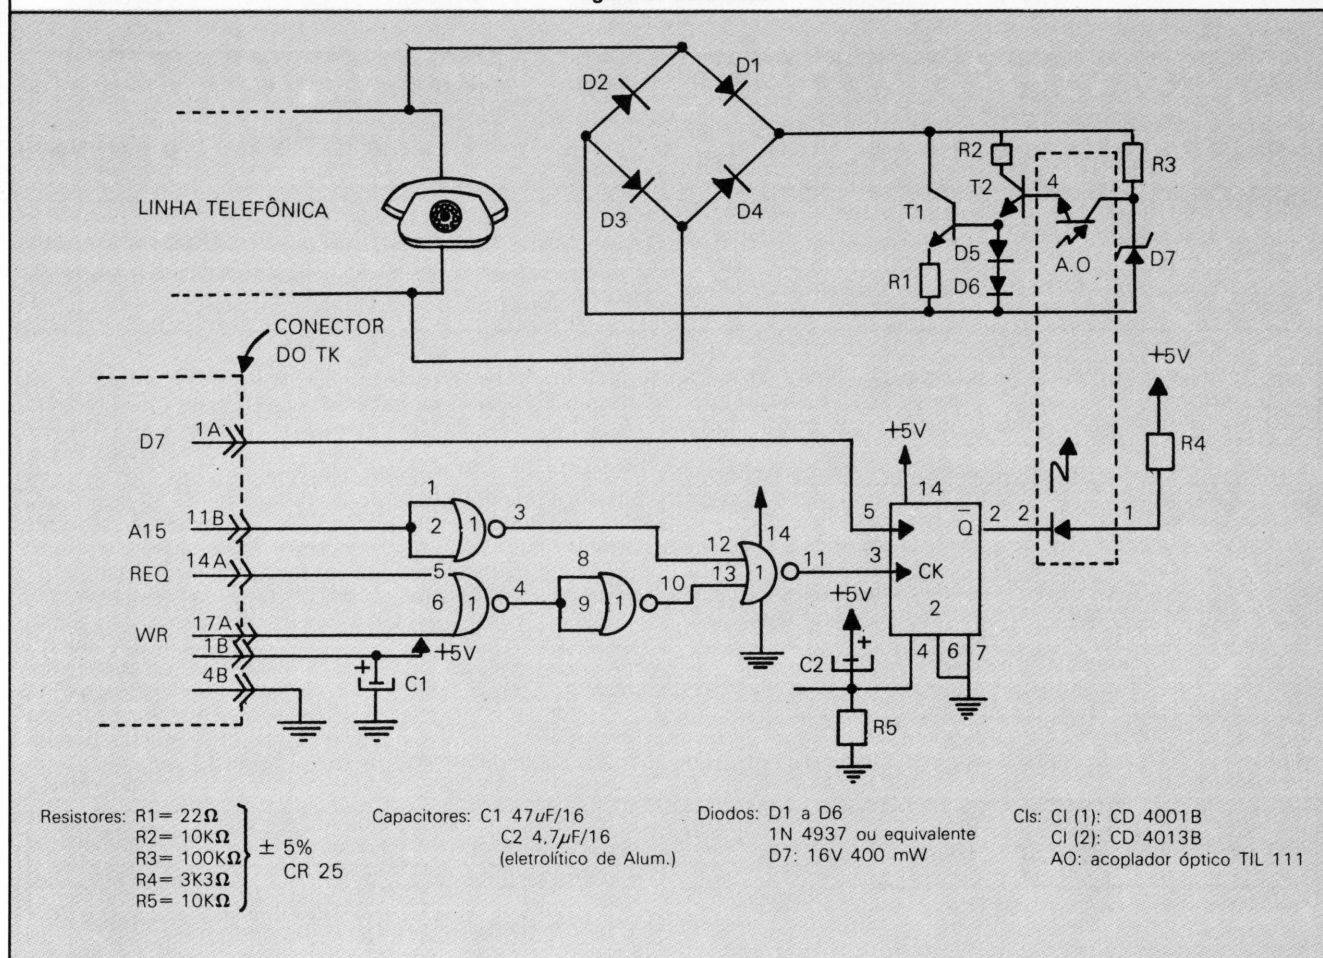 D2
D1
D3
D4
LINHA TELEFÔNICA
R2
T2
4
R3
T1
D5
D6
R1
A.O
D7
CONECTOR
DO TK
+5V
R4
D7
1A
+5V
14
5
Q
2
2
1
3
CK
2
4
6
7
A15
11B
1
2
1
3
REQ
14A
5
6
1
4
8
9
1
10
12
13
14
1
11
WR
17A
1B
+5V
4B
+
C1
+5V
+
C2
R5
Resistores: R1= 22Ω
R2= 10KΩ
R3= 100KΩ
R4= 3K3Ω
R5= 10KΩ
± 5%
CR 25
Capacitores: C1 47uF/16
C2 4,7µF/16
(eletrolítico de Alum.)
Diodos: D1 a D6
1N 4937 ou equivalente
D7: 16V 400 mW
CIs: CI (1): CD 4001B
CI (2): CD 4013B
AO: acoplador óptico TIL 111